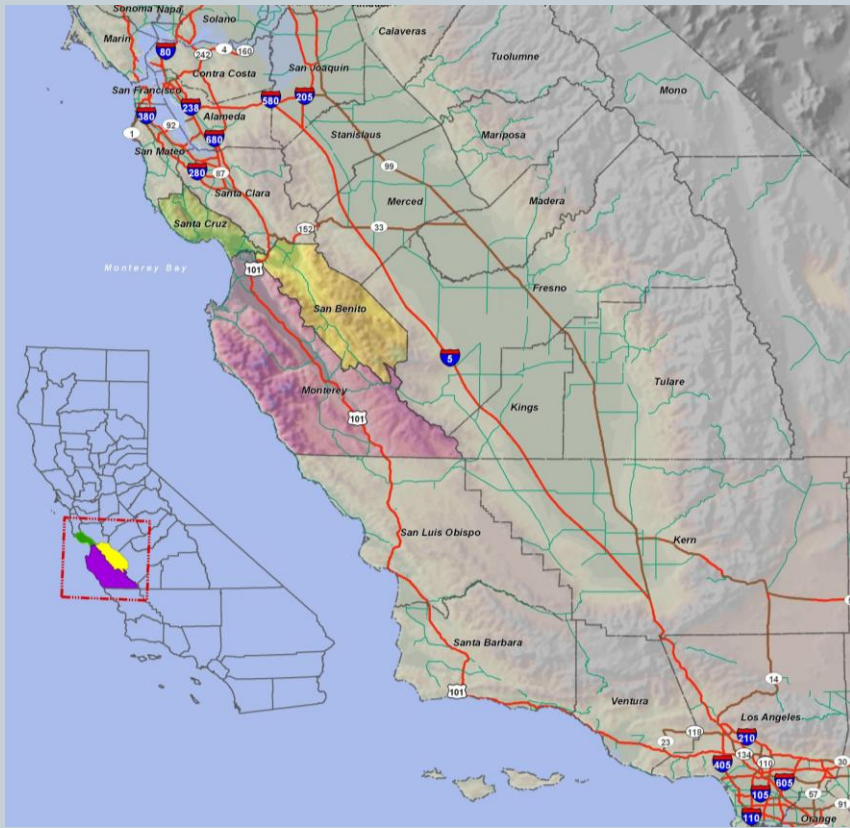 Sonoma Napa
Solano
Calaveras
Marin
80
242
4
160
Tuolumne
Contra Costa
San Joaquin
Mono
San Francisco
238
580
205
380
Alameda
92
1
680
Stanislaus
Mariposa
San Mateo
99
280
87
Santa Clara
Merced
Madera
Santa Cruz
152
33
Monterey Bay
101
Fresno
San Benito
5
Tulare
Monterey
Kings
101
San Luis Obispo
Kern
Santa Barbara
14
101
Ventura
Los Angeles
23
118
210
134
110
30
405
605
105
57
91
110
Orange